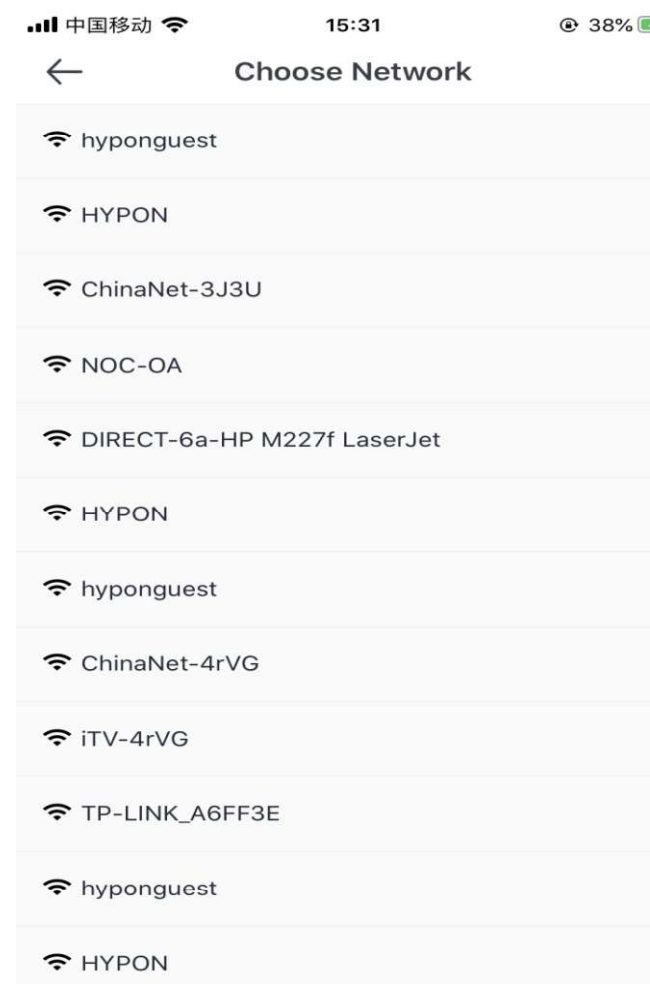 中国移动 15:31 38%
Choose Network
hyponguest
HYPON
ChinaNet-3J3U
NOC-OA
DIRECT-6a-HP M227f LaserJet
HYPON
hyponguest
ChinaNet-4rVG
iTV-4rVG
TP-LINK_A6FF3E
hyponguest
HYPON